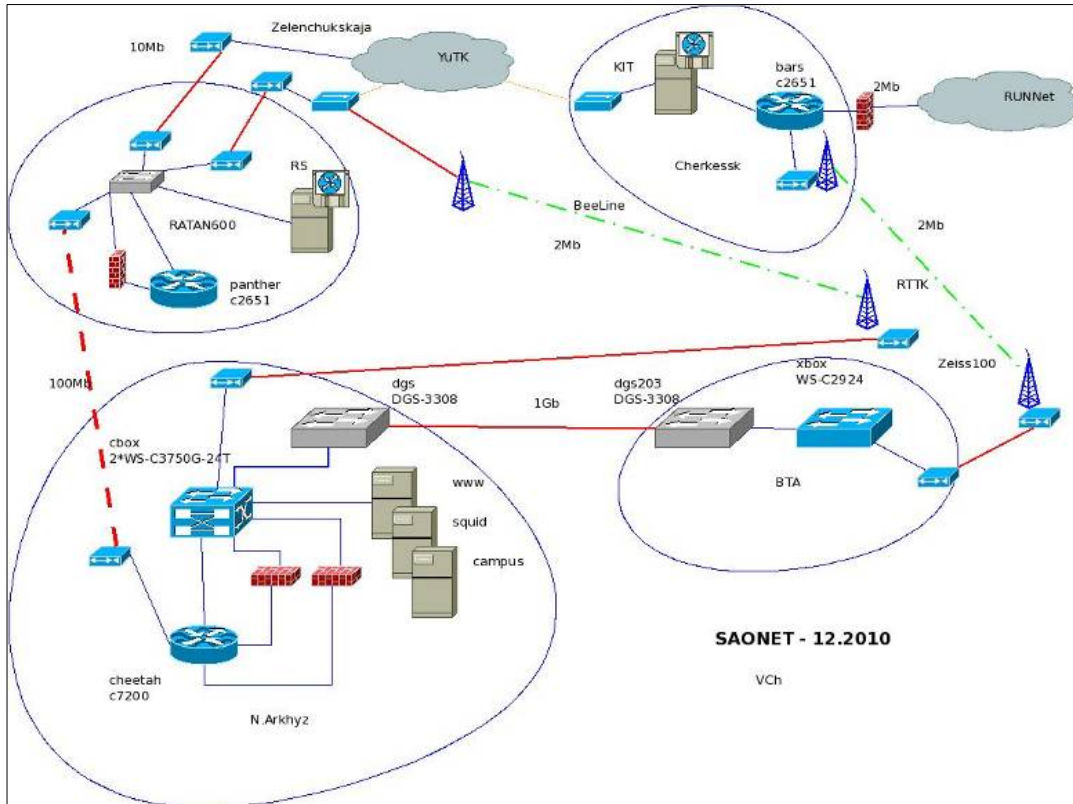 Zelenchukskaja
10Mb
YuTK
KIT
bars
c2651
2Mb
RUNNet
RS
Cherkessk
RATAN600
BeeLine
2Mb
2Mb
panther
c2651
RTTK
100Mb
dgs
DGS-3308
1Gb
dgs203
DGS-3308
xbox
WS-C2924
Zeiss100
cbox
2*WS-C3750G-24T
www
squid
campus
BTA
SAONET - 12.2010
VCh
cheetah
c7200
N.Arkhyz